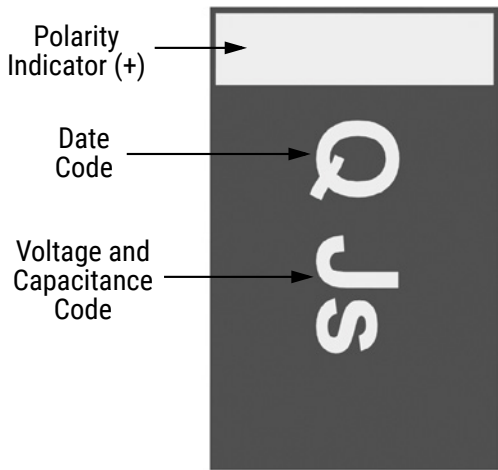 Polarity
Indicator (+)
Date
Code
Voltage and
Capacitance
Code
Q Js